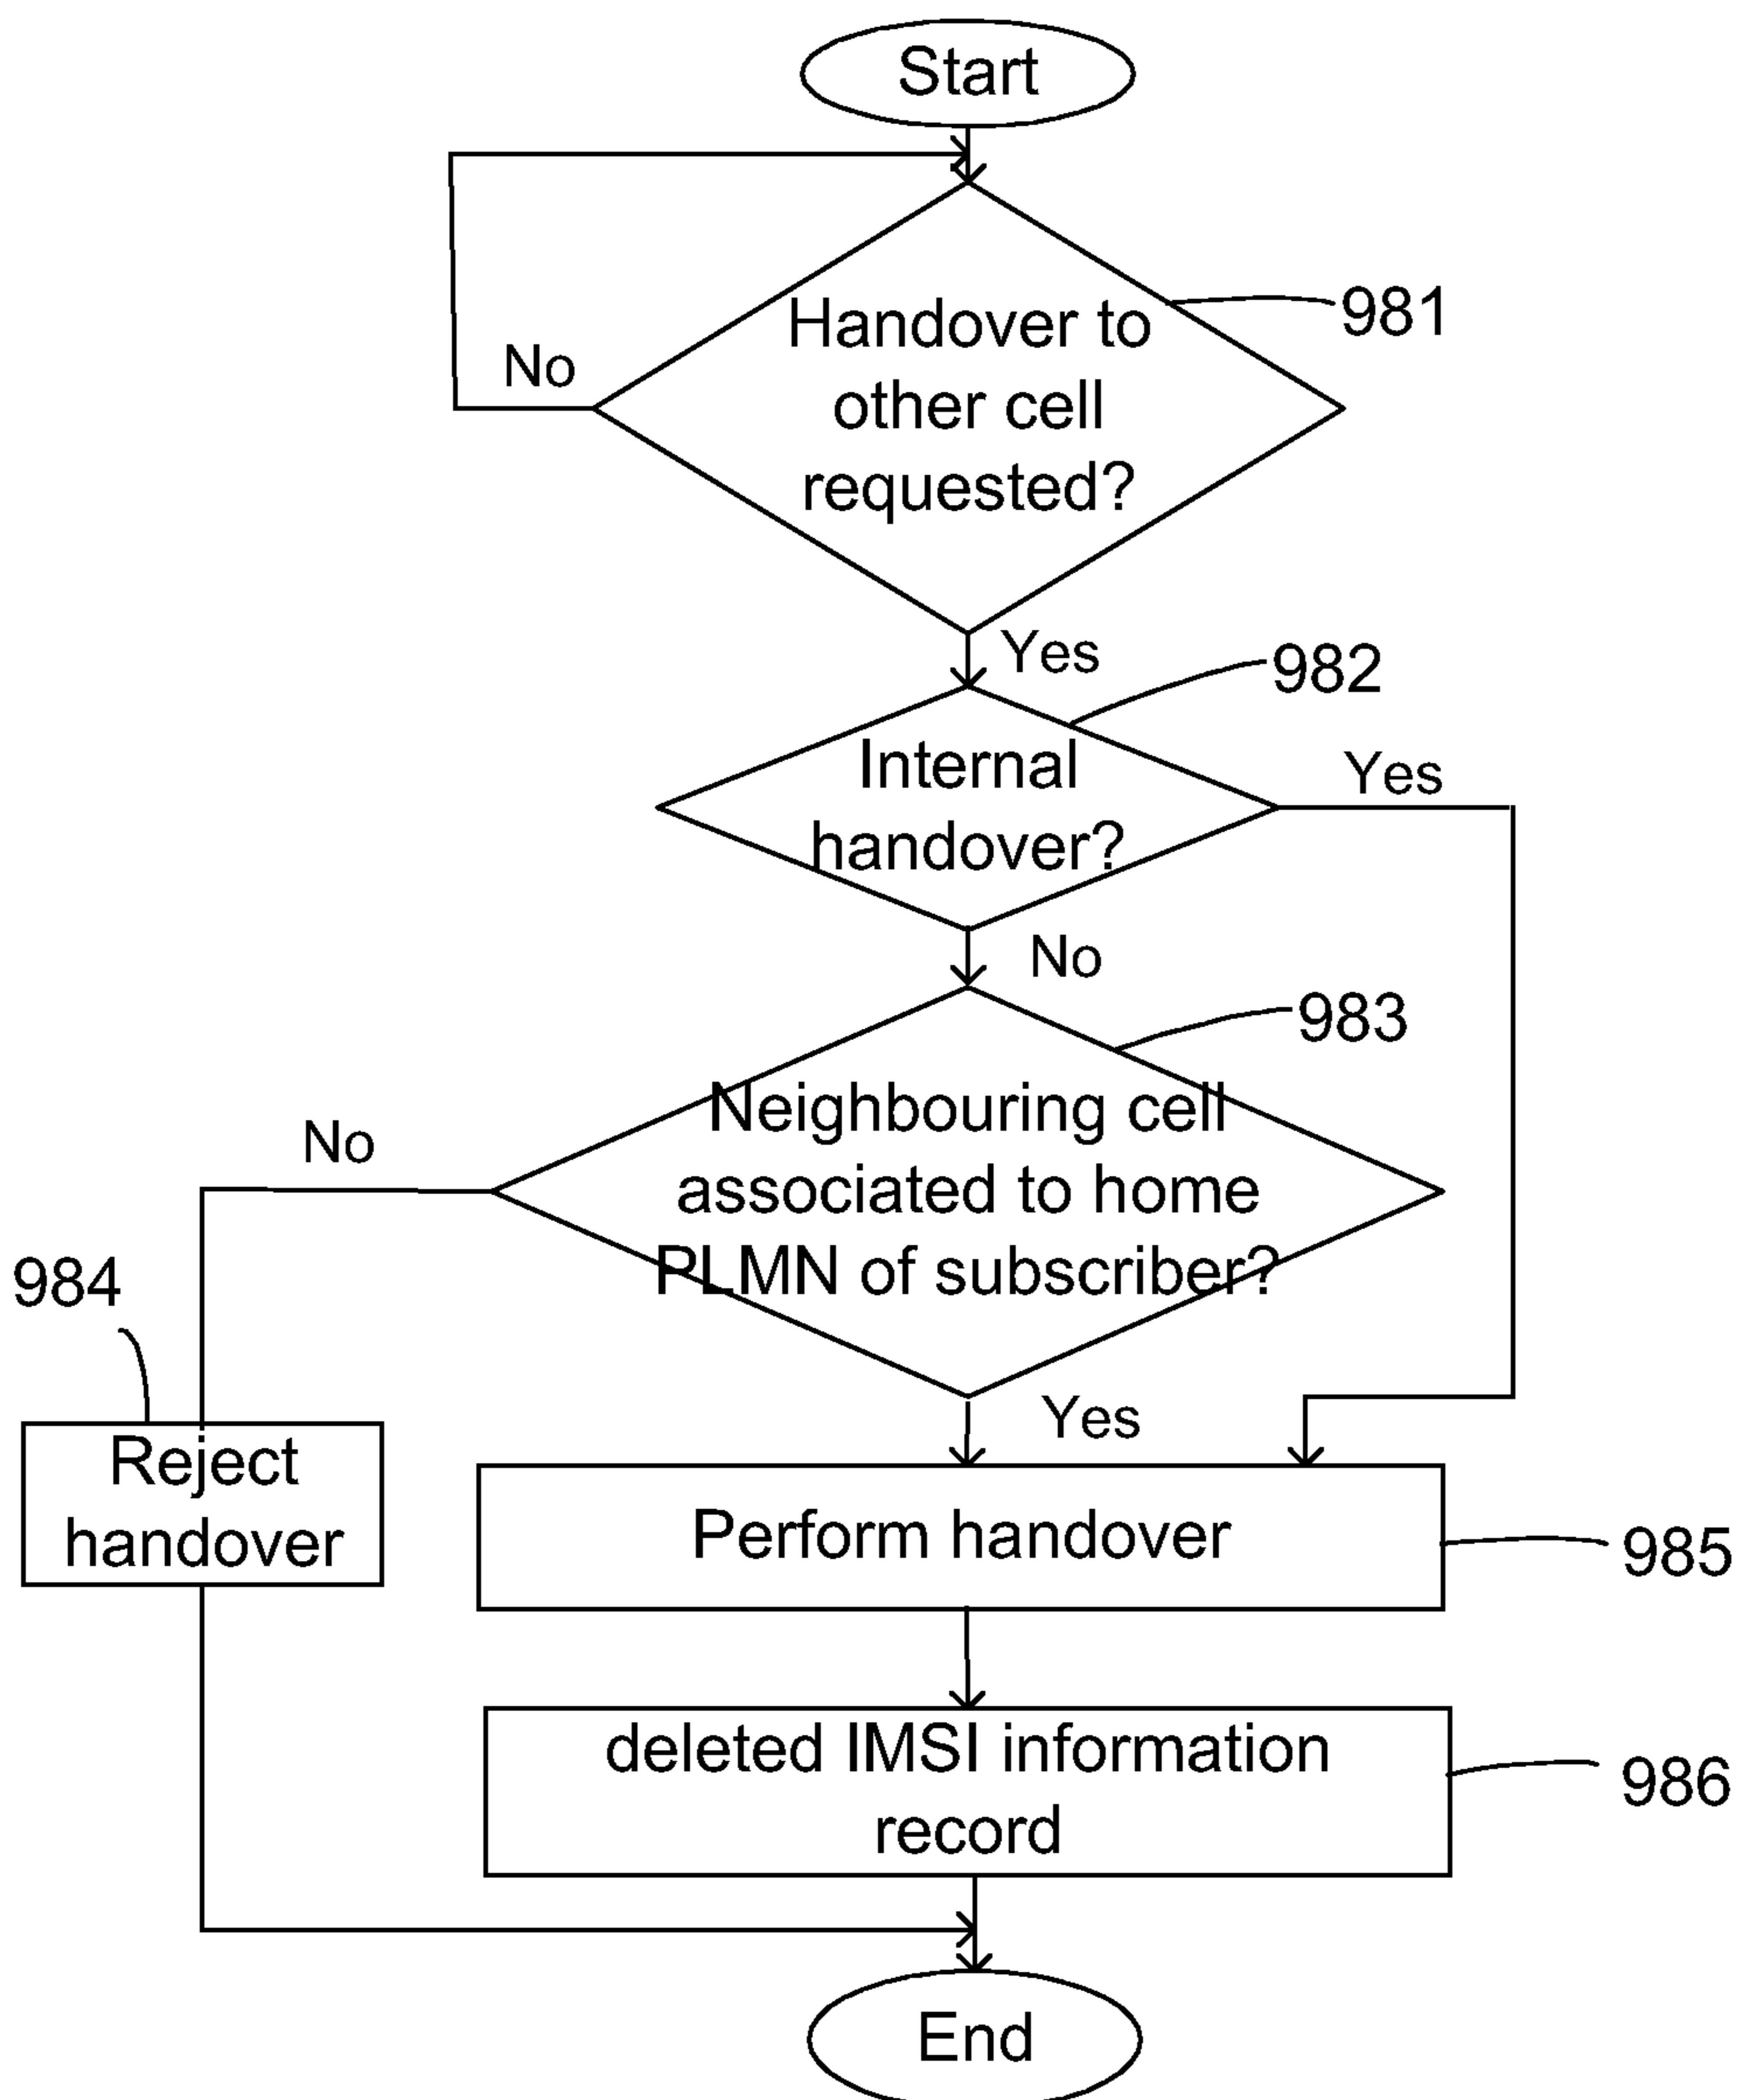 Start
Handover to
other cell
requested?
981
No
Yes
982
Internal
handover?
Yes
No
983
Neighbouring cell
associated to home
PLMN of subscriber?
No
984
Yes
Reject
handover
Perform handover
985
deleted IMSI information
record
986
End